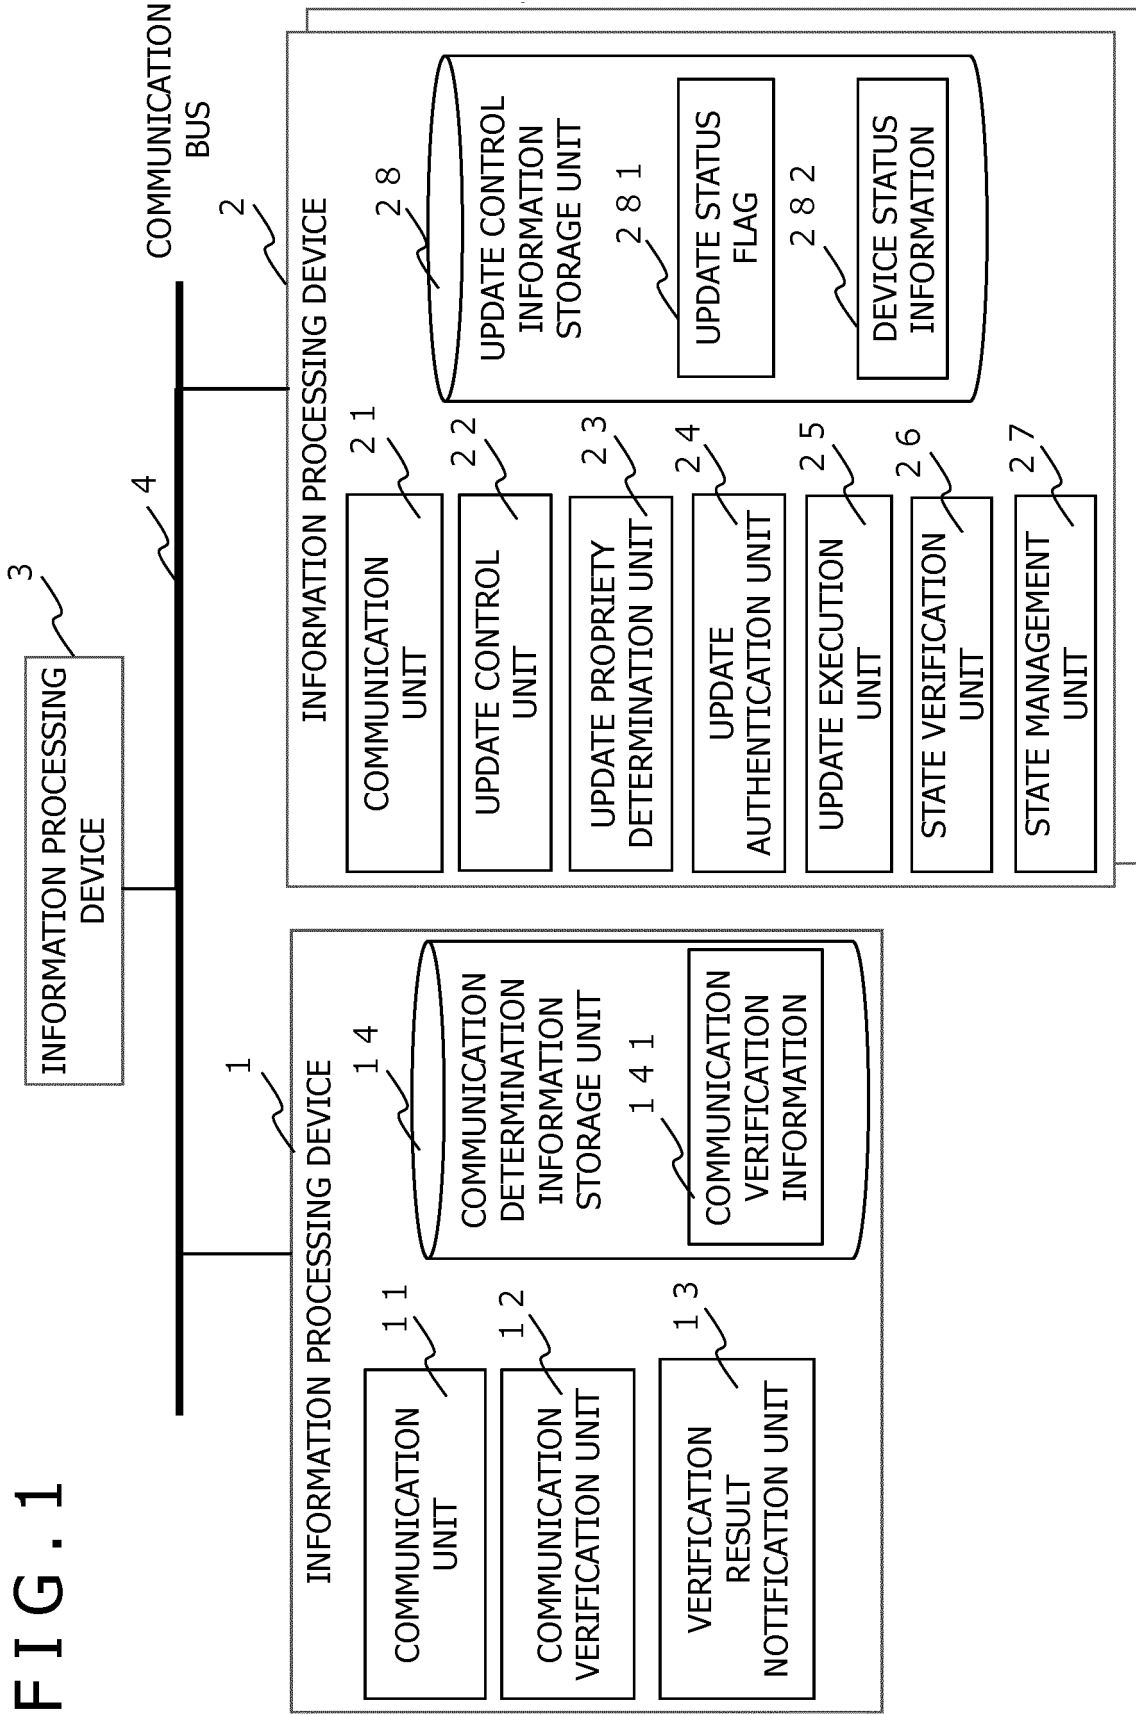 FIG.1
INFORMATION PROCESSING
DEVICE
3
4
COMMUNICATION
BUS
1
INFORMATION PROCESSING DEVICE
COMMUNICATION
UNIT
11
COMMUNICATION
VERIFICATION UNIT
12
VERIFICATION
RESULT
NOTIFICATION UNIT
13
14
COMMUNICATION
DETERMINATION
INFORMATION
STORAGE UNIT
141
COMMUNICATION
VERIFICATION
INFORMATION
2
INFORMATION PROCESSING DEVICE
COMMUNICATION
UNIT
21
UPDATE CONTROL
UNIT
22
UPDATE PROPRIETY
DETERMINATION UNIT
23
UPDATE
AUTHENTICATION UNIT
24
UPDATE EXECUTION
UNIT
25
STATE VERIFICATION
UNIT
26
STATE MANAGEMENT
UNIT
27
28
UPDATE CONTROL
INFORMATION
STORAGE UNIT
281
UPDATE STATUS
FLAG
282
DEVICE STATUS
INFORMATION